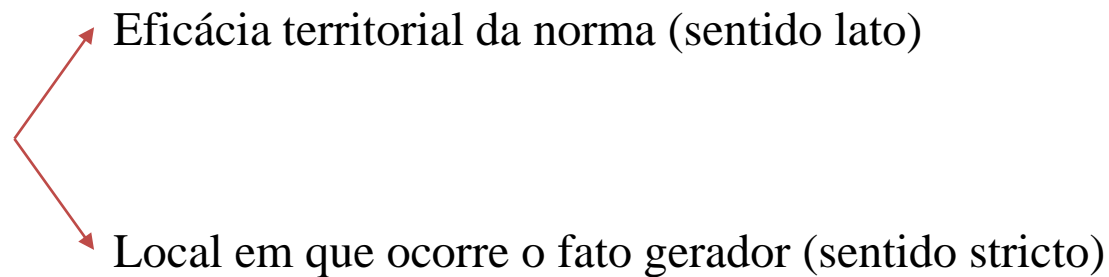 Eficácia territorial da norma (sentido lato)
Local em que ocorre o fato gerador (sentido stricto)